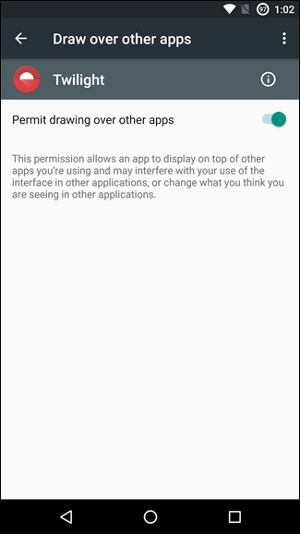 97 1:02
Draw over other apps
Twilight
Permit drawing over other apps
This permission allows an app to display on top of other
apps you're using and may interfere with your use of the
interface in other applications, or change what you think you
are seeing in other applications.